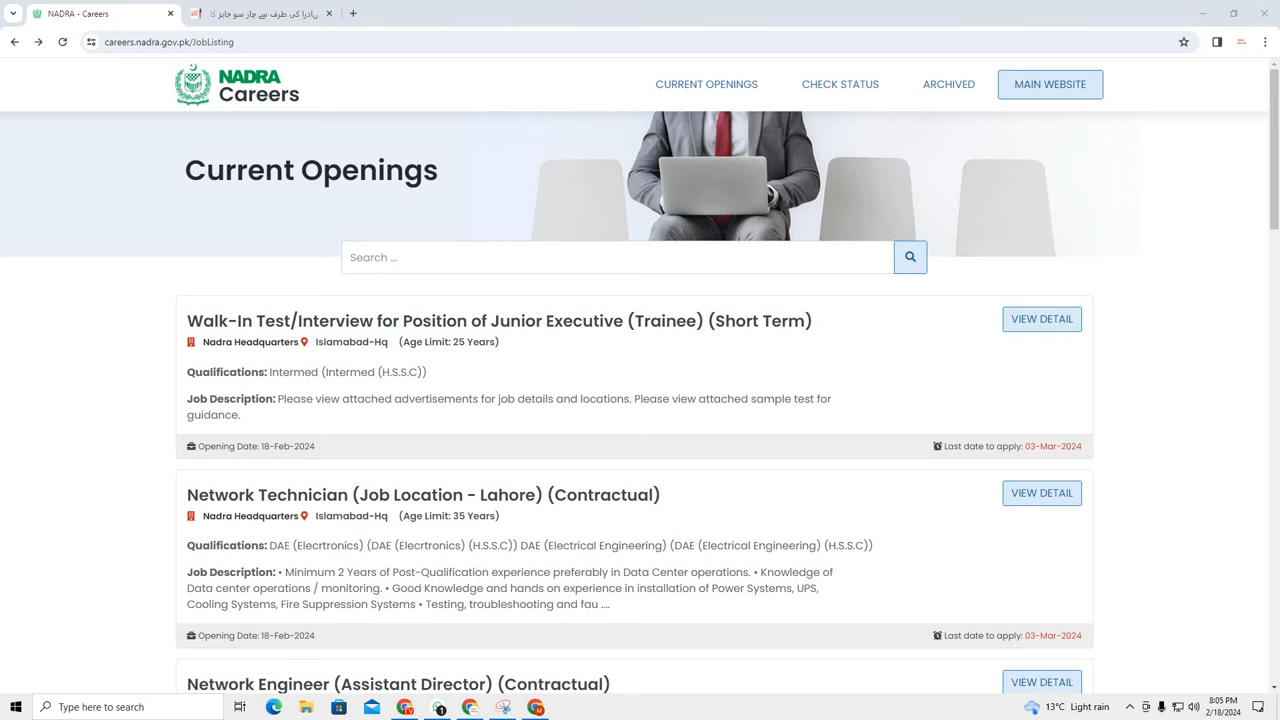 NADRA - Careers
نادرا کی طرف سے چار سو جابز کا
careers.nadra.gov.pk/JobListing
NADRA
Careers
CURRENT OPENINGS
CHECK STATUS
ARCHIVED
MAIN WEBSITE
Current Openings
Search ...
Walk-In Test/Interview for Position of Junior Executive (Trainee) (Short Term)
VIEW DETAIL
Nadra Headquarters Islamabad-Hq (Age Limit: 25 Years)
Qualifications: Intermed (Intermed (H.S.S.C))
Job Description: Please view attached advertisements for job details and locations. Please view attached sample test for
guidance.
Opening Date: 18-Feb-2024
Last date to apply: 03-Mar-2024
Network Technician (Job Location - Lahore) (Contractual)
VIEW DETAIL
Nadra Headquarters Islamabad-Hq (Age Limit: 35 Years)
Qualifications: DAE (Elecrtronics) (DAE (Elecrtronics) (H.S.S.C)) DAE (Electrical Engineering) (DAE (Electrical Engineering) (H.S.S.C))
Job Description: • Minimum 2 Years of Post-Qualification experience preferably in Data Center operations. • Knowledge of
Data center operations / monitoring. • Good Knowledge and hands on experience in installation of Power Systems, UPS,
Cooling Systems, Fire Suppression Systems • Testing, troubleshooting and fau ....
Opening Date: 18-Feb-2024
Last date to apply: 03-Mar-2024
Network Engineer (Assistant Director) (Contractual)
VIEW DETAIL
Type here to search
13°C Light rain
8:05 PM
2/18/2024